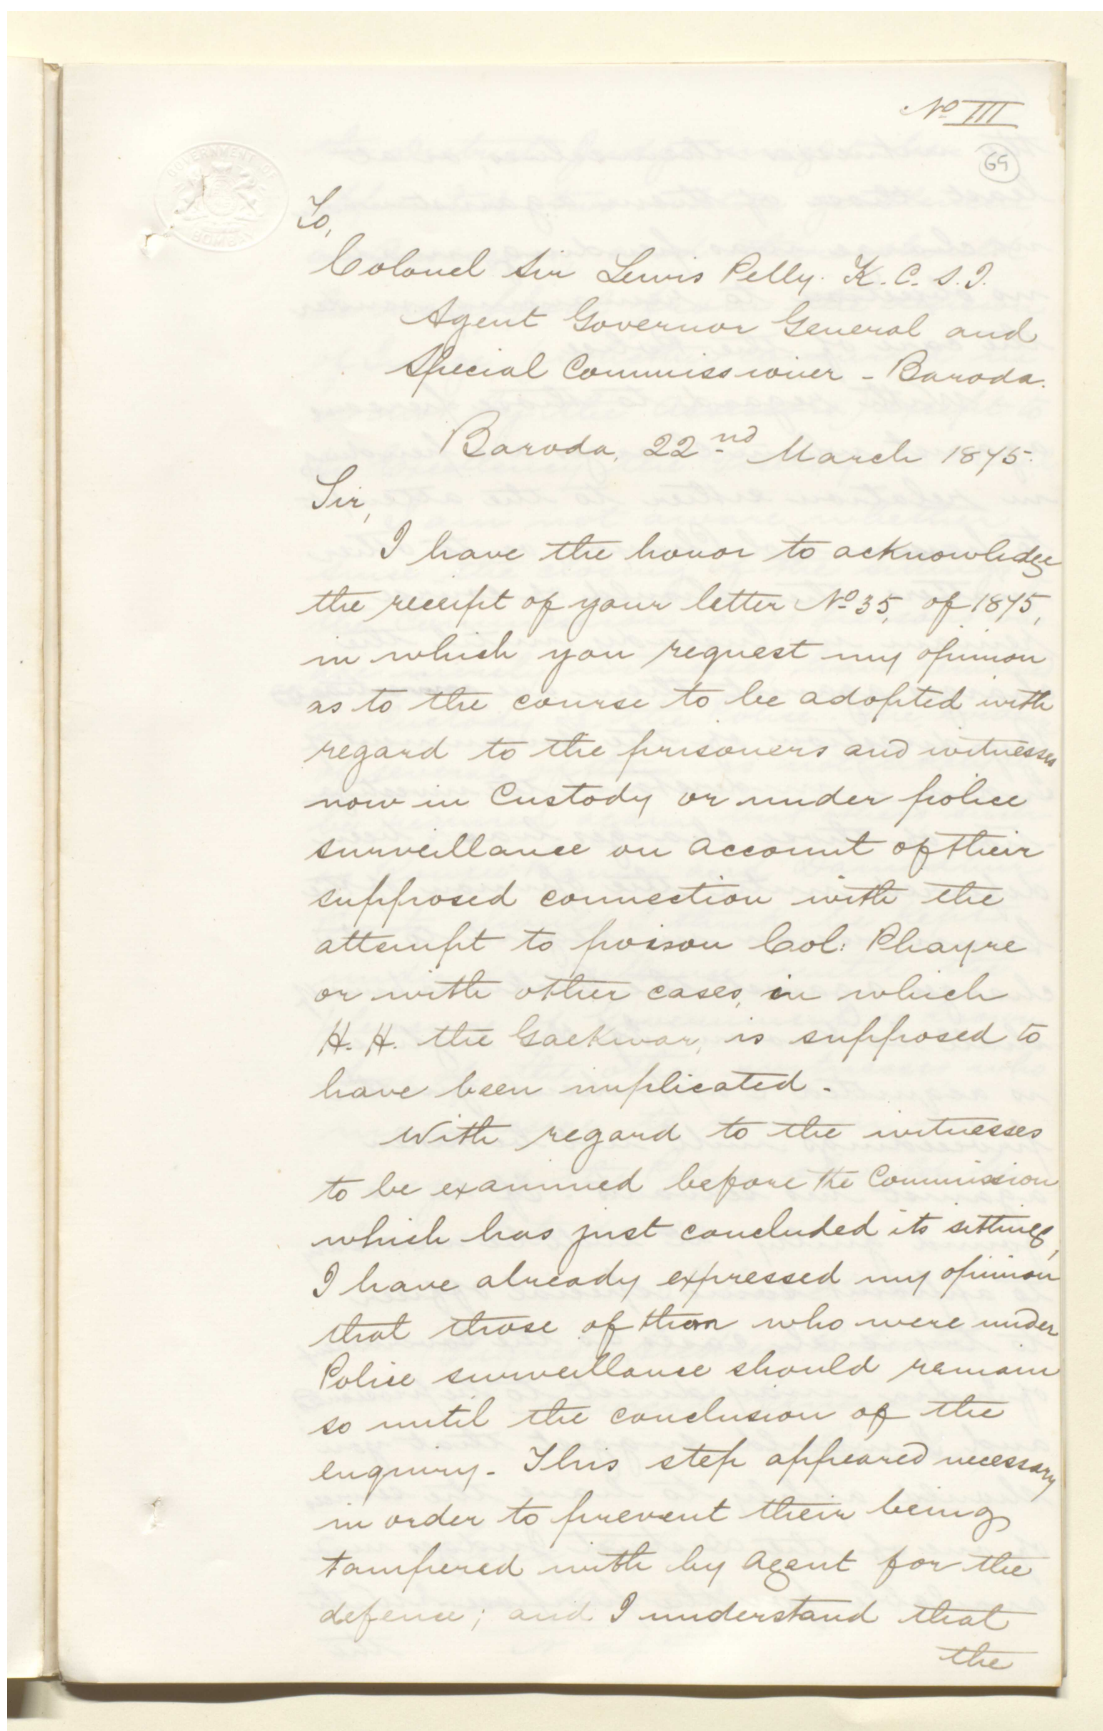 No III
69
GOVERNMENT OF
BOMBAY
To,
Colonel Sir Lewis Pelly. K. C. S. I.
Agent Governor General and
Special Commissioner - Baroda.
Baroda, 22nd March 1875.
Sir,
I have the honor to acknowledge
the receipt of your letter No 35, of 1875,
in which you request my opinion
as to the course to be adopted with
regard to the prisoners and witnesses
now in Custody or under police
surveillance on account of their
supposed connection with the
attempt to poison Col: Phayre
or with other cases, in which
H. H. the Gaekwar, is supposed to
have been implicated.
With regard to the witnesses
to be examined before the Commission
which has just concluded its sittings,
I have already expressed my opinion
that those of them who were under
Police surveillance should remain
so until the conclusion of the
enquiry. This step appeared necessary
in order to prevent their being
tampered with by Agent for the
defence; and I understand that
the